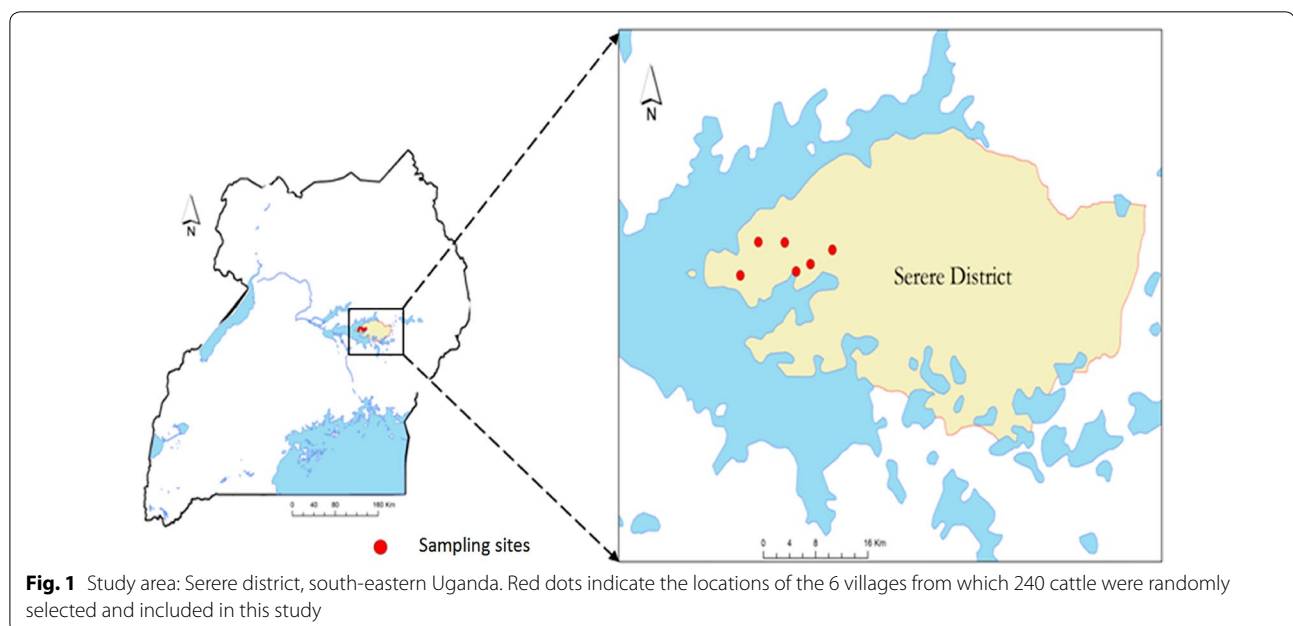 N
N
Serere District
0 40 80 160 Km
0 4 8 16 Km
Sampling sites
Fig. 1 Study area: Serere district, south-eastern Uganda. Red dots indicate the locations of the 6 villages from which 240 cattle were randomly
selected and included in this study